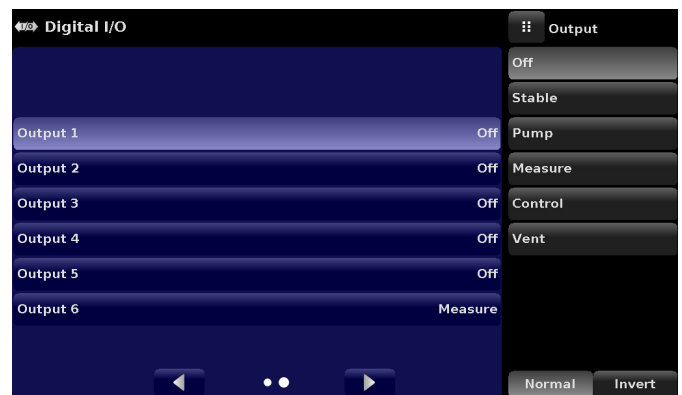 I/O Digital I/O
Output 1 Off
Output 2 Off
Output 3 Off
Output 4 Off
Output 5 Off
Output 6 Measure
Output
Off
Stable
Pump
Measure
Control
Vent
Normal Invert